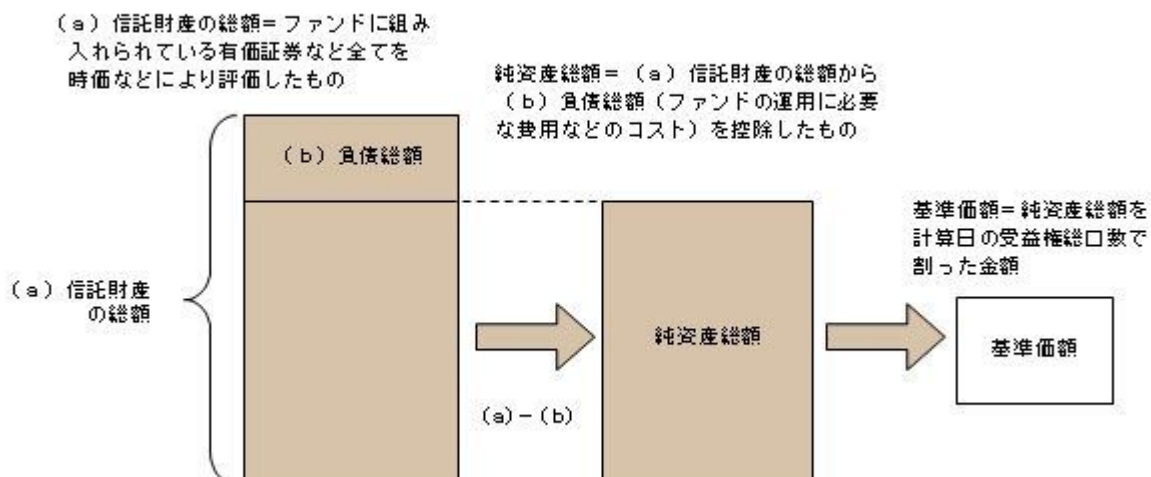 (a)信託財産の総額=ファンドに組み
入れられている有価証券など全てを
時価などにより評価したもの
純資産総額=(a)信託財産の総額から
(b)負債総額(ファンドの運用に必要
な費用などのコスト)を控除したもの
(b)負債総額
基準価額=純資産総額を
計算日の受益権総口数で
割った金額
(a)信託財産
の総額
純資産総額
基準価額
(a)-(b)